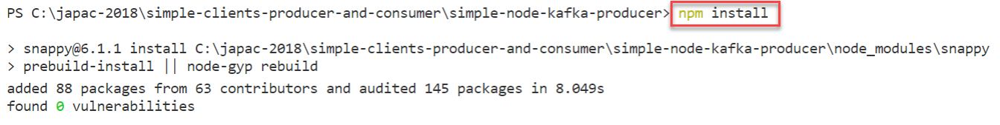 PS C:\japac-2018\simple-clients-producer-and-consumer\simple-node-kafka-producer> npm install
> snappy@6.1.1 install C:\japac-2018\simple-clients-producer-and-consumer\simple-node-kafka-producer\node_modules\snappy
> prebuild-install || node-gyp rebuild
added 88 packages from 63 contributors and audited 145 packages in 8.049s
found 0 vulnerabilities